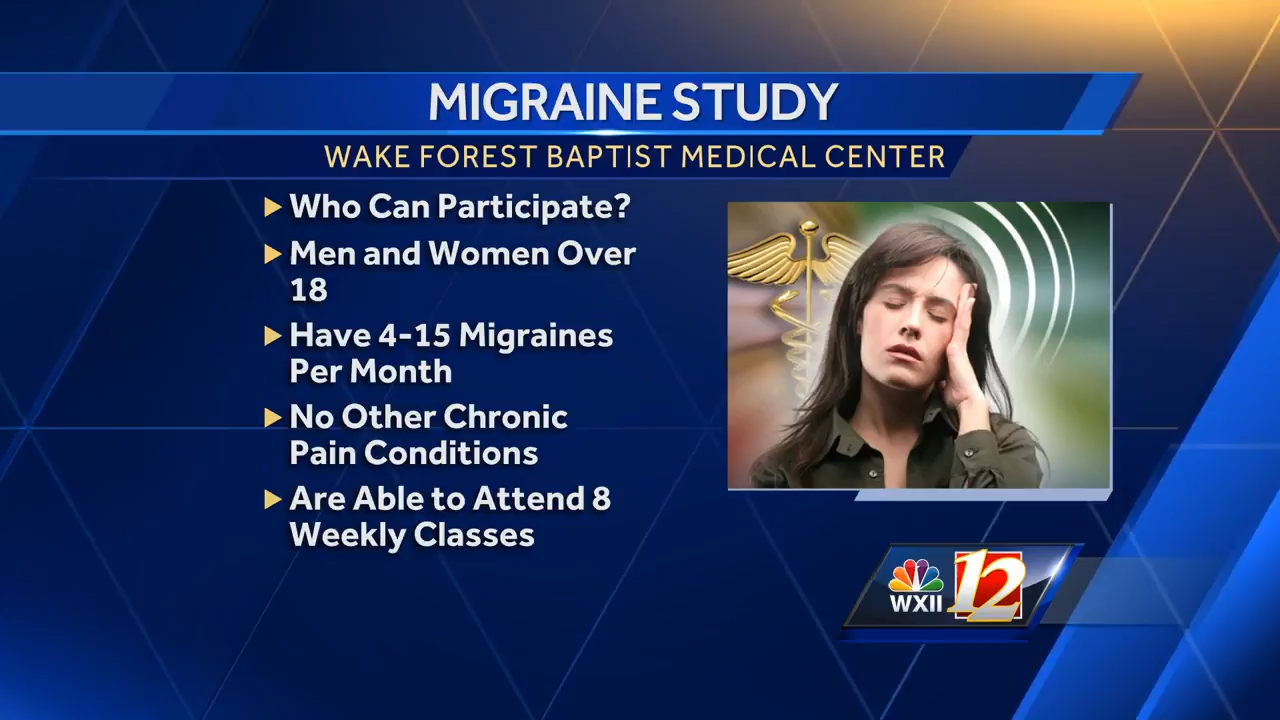 MIGRAINE STUDY
WAKE FOREST BAPTIST MEDICAL CENTER
Who Can Participate?
Men and Women Over
18
Have 4-15 Migraines
Per Month
No Other Chronic
Pain Conditions
Are Able to Attend 8
Weekly Classes
WXII 12